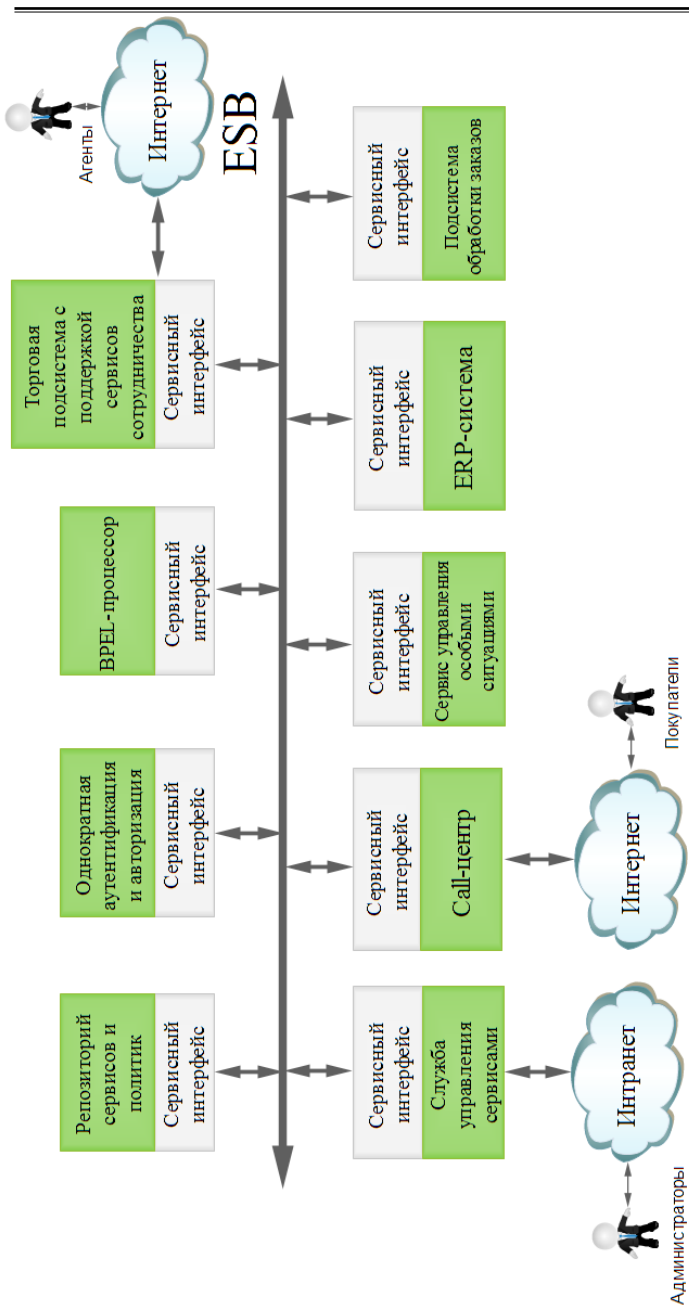 Агенты
Интернет
ESB
Репозиторий
сервисов и
политик
Сервисный
интерфейс
Однократная
аутентификация
и авторизация
Сервисный
интерфейс
BPEL-процессор
Сервисный
интерфейс
Торговая
подсистема с
поддержкой
сервисов
сотрудничества
Сервисный
интерфейс
Сервисный
интерфейс
Служба
управления
сервисами
Сервисный
интерфейс
Call-центр
Сервисный
интерфейс
Сервис управления
особыми
ситуациями
Сервисный
интерфейс
ERP-система
Сервисный
интерфейс
Подсистема
обработки заказов
Администраторы
Интранет
Интернет
Покупатели